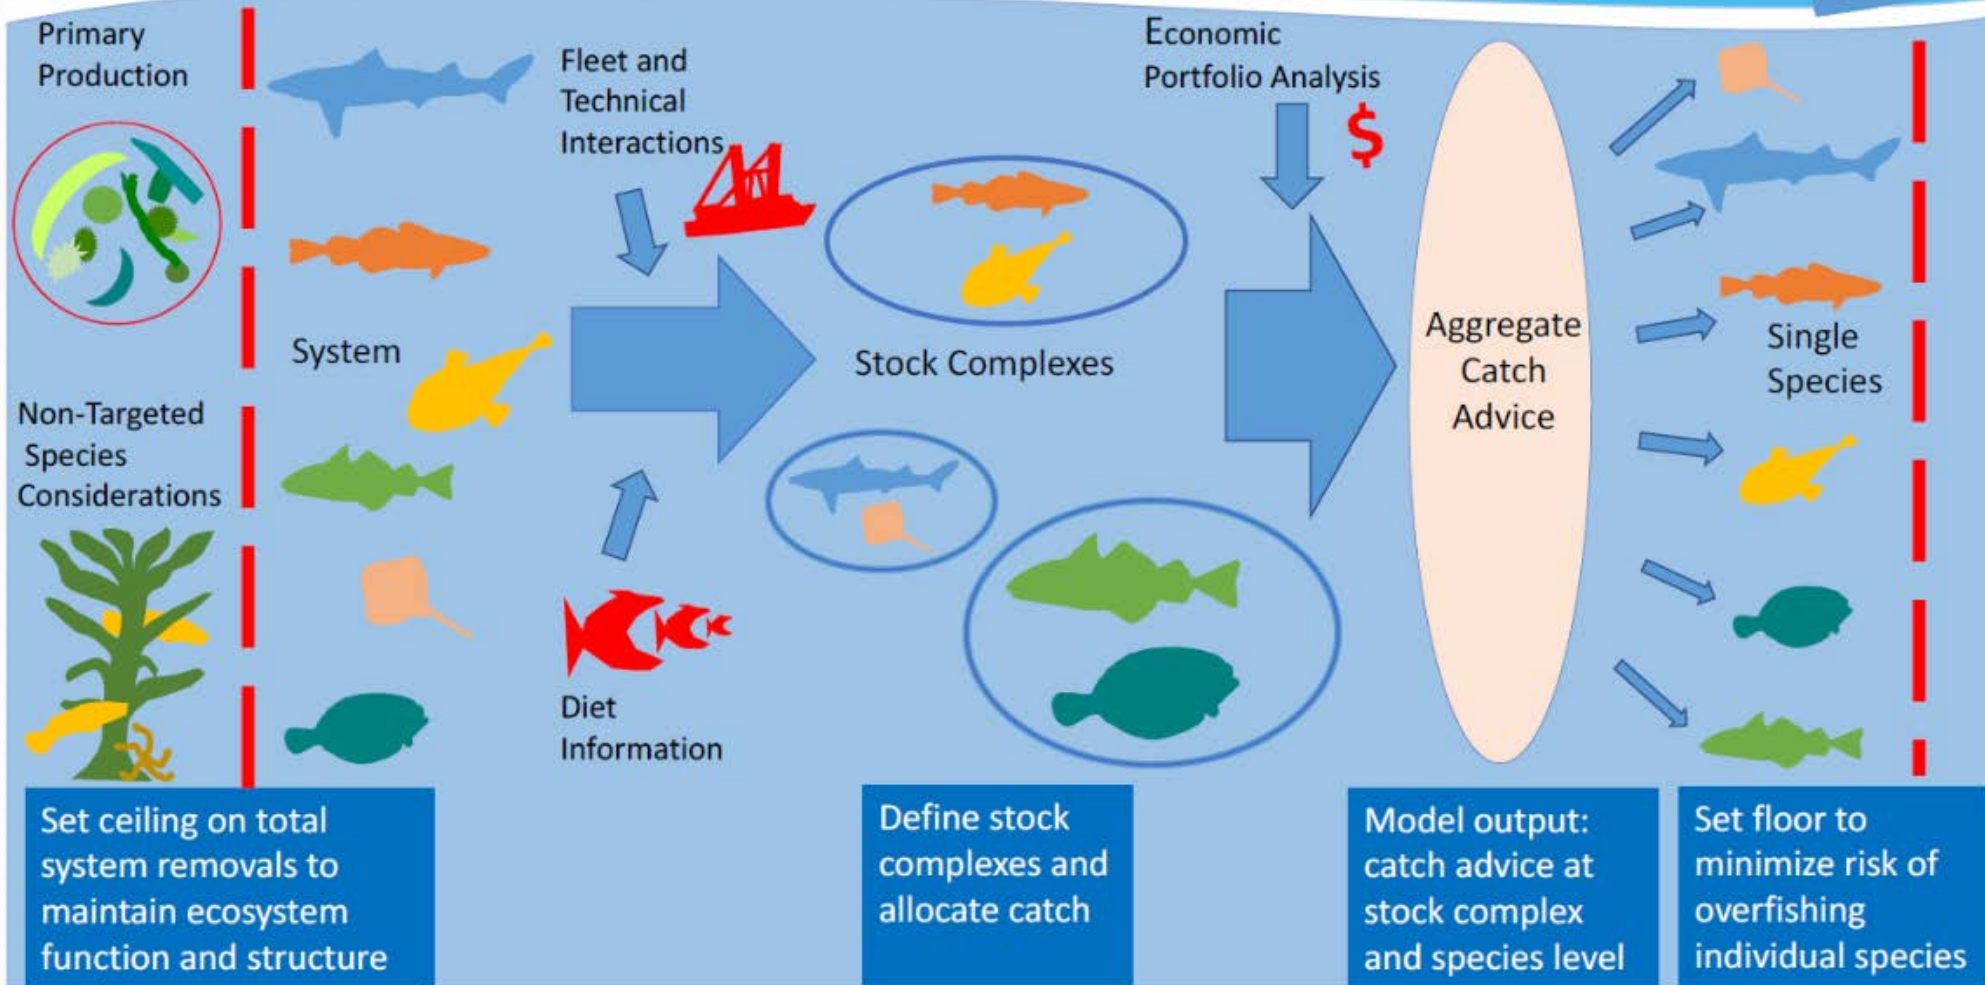 Primary
Production
Fleet and
Technical
Interactions
Economic
Portfolio Analysis
$
System
Stock Complexes
Aggregate
Catch
Advice
Single
Species
Non-Targeted
Species
Considerations
Diet
Information
Set ceiling on total
system removals to
maintain ecosystem
function and structure
Define stock
complexes and
allocate catch
Model output:
catch advice at
stock complex
and species level
Set floor to
minimize risk of
overfishing
individual species